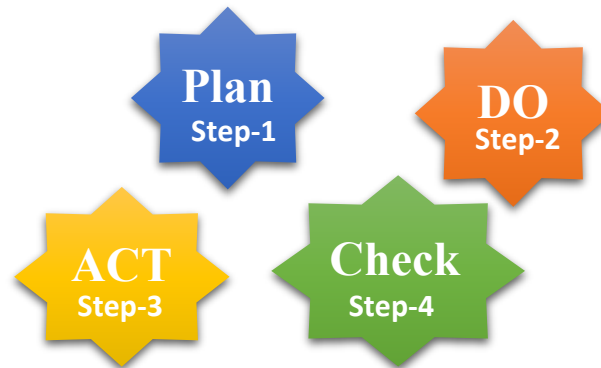 Plan
Step-1
DO
Step-2
ACT
Step-3
Check
Step-4